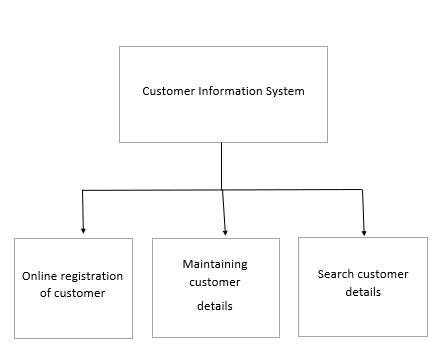 Customer Information System
Online registration
of customer
Maintaining
customer
details
Search customer
details